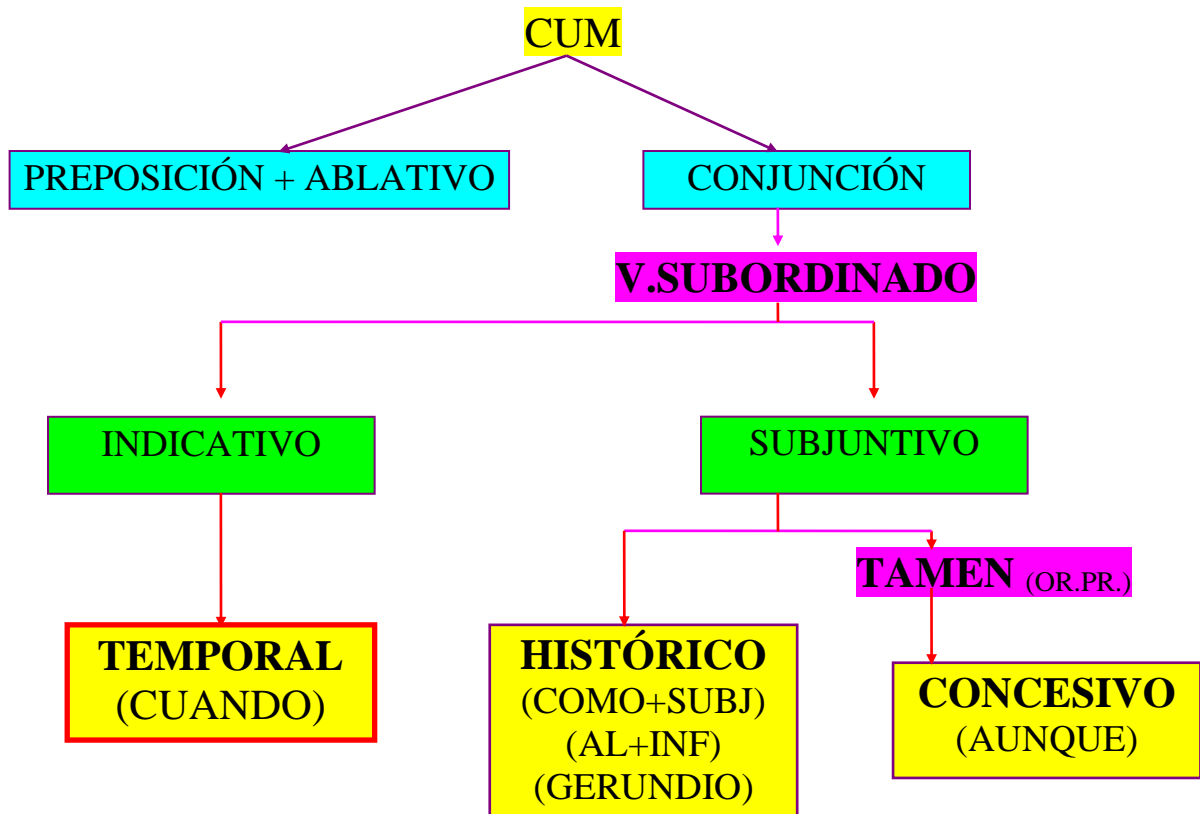 CUM
PREPOSICIÓN + ABLATIVO
CONJUNCIÓN
V.SUBORDINADO
INDICATIVO
SUBJUNTIVO
TAMEN (OR.PR.)
TEMPORAL
(CUANDO)
HISTÓRICO
(COMO+SUBJ)
(AL+INF)
(GERUNDIO)
CONCESIVO
(AUNQUE)